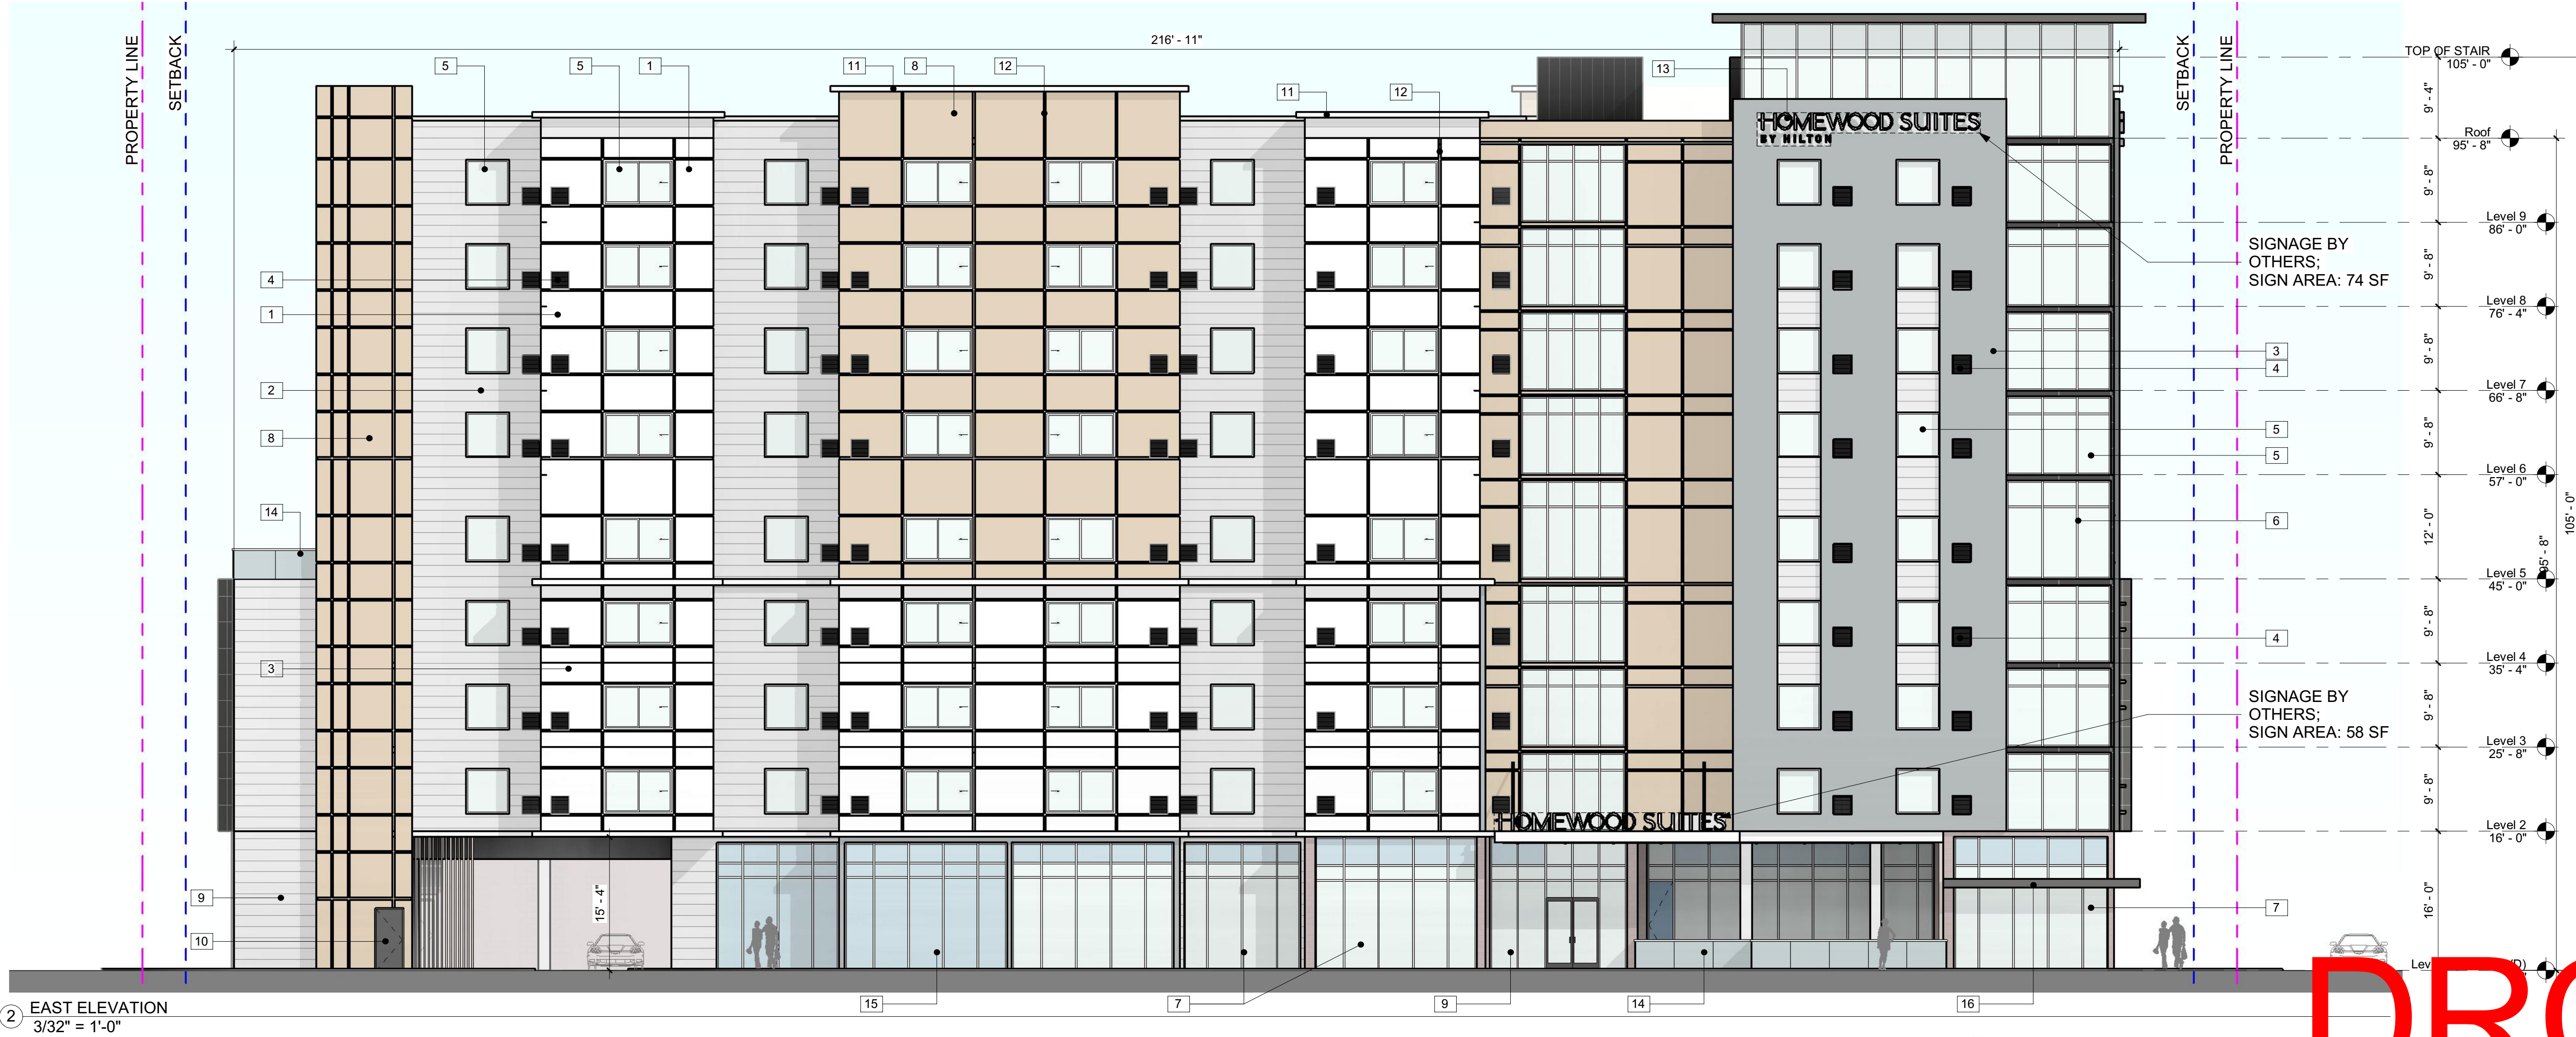 PROPERTY LINE
SETBACK
216' - 11"
SETBACK
PROPERTY LINE
TOP OF STAIR
105' - 0"
5
5
1
11
8
12
11
12
13
9' - 4"
Roof
95' - 8"
HOMEWOOD SUITES
BY HILTON
9' - 8"
Level 9
86' - 0"
SIGNAGE BY
OTHERS;
SIGN AREA: 74 SF
4
1
9' - 8"
Level 8
76' - 4"
3
4
2
9' - 8"
Level 7
66' - 8"
8
5
5
9' - 8"
Level 6
57' - 0"
14
6
12' - 0"
105' - 0"
95' - 8"
Level 5
45' - 0"
9' - 8"
4
3
Level 4
35' - 4"
SIGNAGE BY
OTHERS;
SIGN AREA: 58 SF
9' - 8"
Level 3
25' - 8"
9' - 8"
HOMEWOOD SUITES
Level 2
16' - 0"
9
15' - 4"
16' - 0"
7
10
15
7
9
14
16
2
EAST ELEVATION
3/32" = 1'-0"